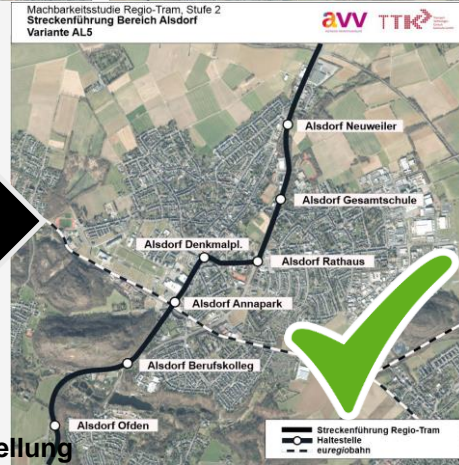 Machbarkeitsstudie Regio-Tram, Stufe 2
Streckenführung Bereich Alsdorf
Variante AL5
avv
TTK
Alsdorf Neuweiler
Alsdorf Gesamtschule
Alsdorf Denkmalpl.
Alsdorf Rathaus
Alsdorf Annapark
Alsdorf Berufskolleg
Alsdorf Ofden
Streckenführung Regio-Tram
Haltestelle
euregiobahn
ellung